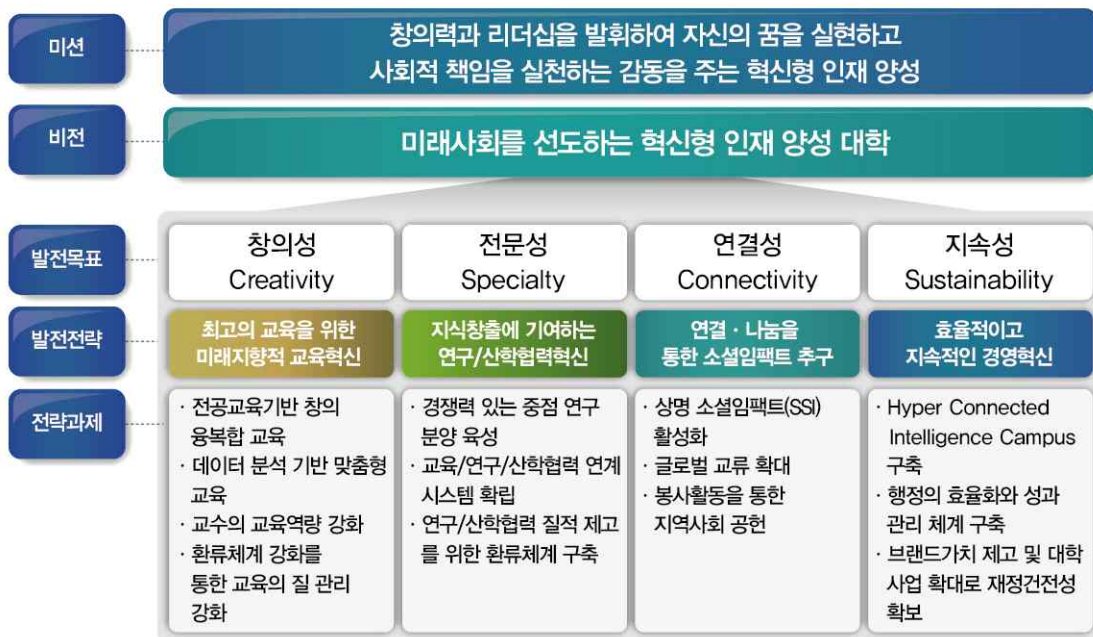 미션
창의력과 리더십을 발휘하여 자신의 꿈을 실현하고
사회적 책임을 실천하는 감동을 주는 혁신형 인재 양성
비전
미래사회를 선도하는 혁신형 인재 양성 대학
발전목표
창의성
Creativity
전문성
Specialty
연결성
Connectivity
지속성
Sustainability
발전전략
최고의 교육을 위한
미래지향적 교육혁신
지식창출에 기여하는
연구/산학협력혁신
연결 · 나눔을
통한 소셜임팩트 추구
효율적이고
지속적인 경영혁신
전략과제
· 전공교육기반 창의
융복합 교육
· 데이터 분석 기반 맞춤형
교육
· 교수의 교육역량 강화
· 환류체계 강화를
통한 교육의 질 관리
강화
· 경쟁력 있는 중점 연구
분양 육성
· 교육/연구/산학협력 연계
시스템 확립
· 연구/산학협력 질적 제고
를 위한 환류체계 구축
· 상명 소셜임팩트(SSI)
활성화
· 글로벌 교류 확대
· 봉사활동을 통한
지역사회 공헌
· Hyper Connected
Intelligence Campus
구축
· 행정의 효율화와 성과
관리 체계 구축
· 브랜드가치 제고 및 대학
사업 확대로 재정건전성
확보